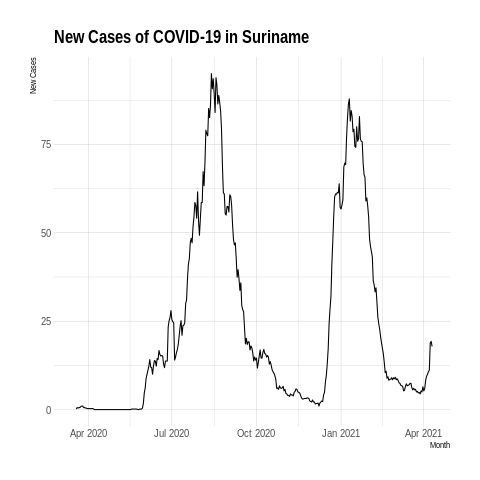 New Cases of COVID-19 in Suriname
New Cases
75
50
25
0
Apr 2020 Jul 2020 Oct 2020 Jan 2021 Apr 2021
Month